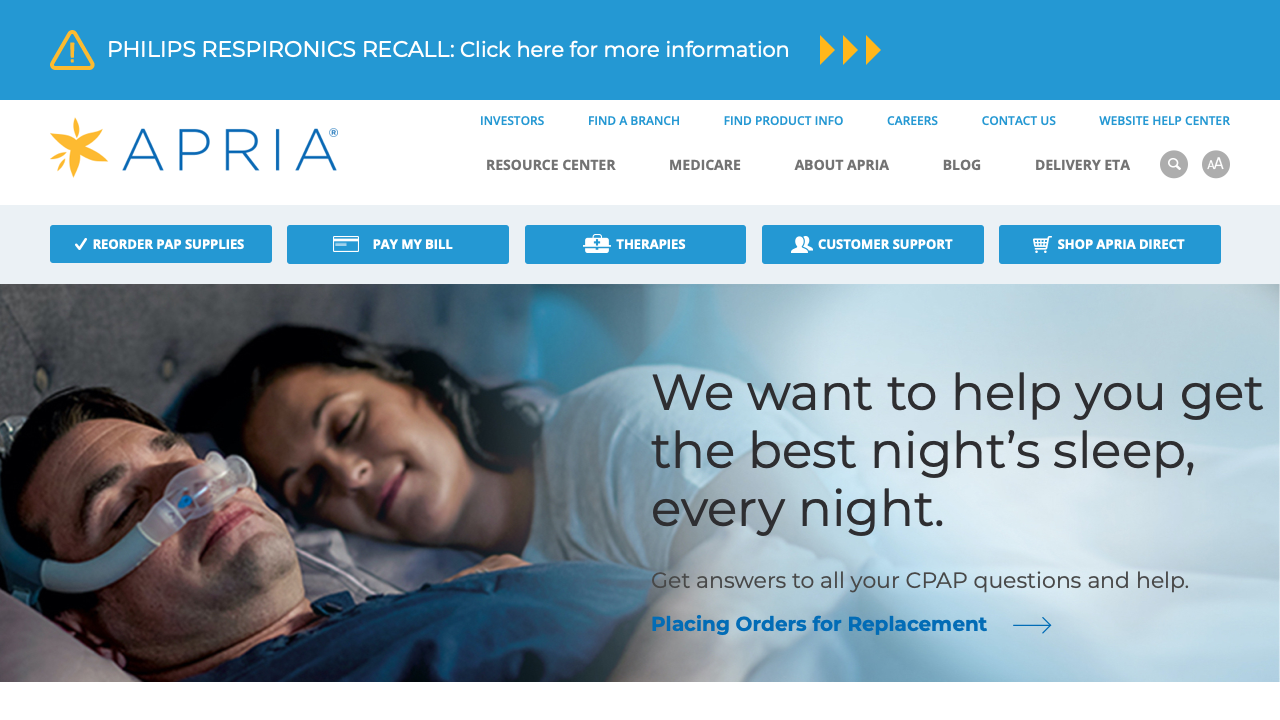 PHILIPS RESPIRONICS RECALL: Click here for more information
APRIA®
INVESTORS FIND A BRANCH FIND PRODUCT INFO CAREERS CONTACT US WEBSITE HELP CENTER
RESOURCE CENTER MEDICARE ABOUT APRIA BLOG DELIVERY ETA AA
REORDER PAP SUPPLIES PAY MY BILL THERAPIES CUSTOMER SUPPORT SHOP APRIA DIRECT
We want to help you get
the best night’s sleep,
every night.
Get answers to all your CPAP questions and help.
Placing Orders for Replacement